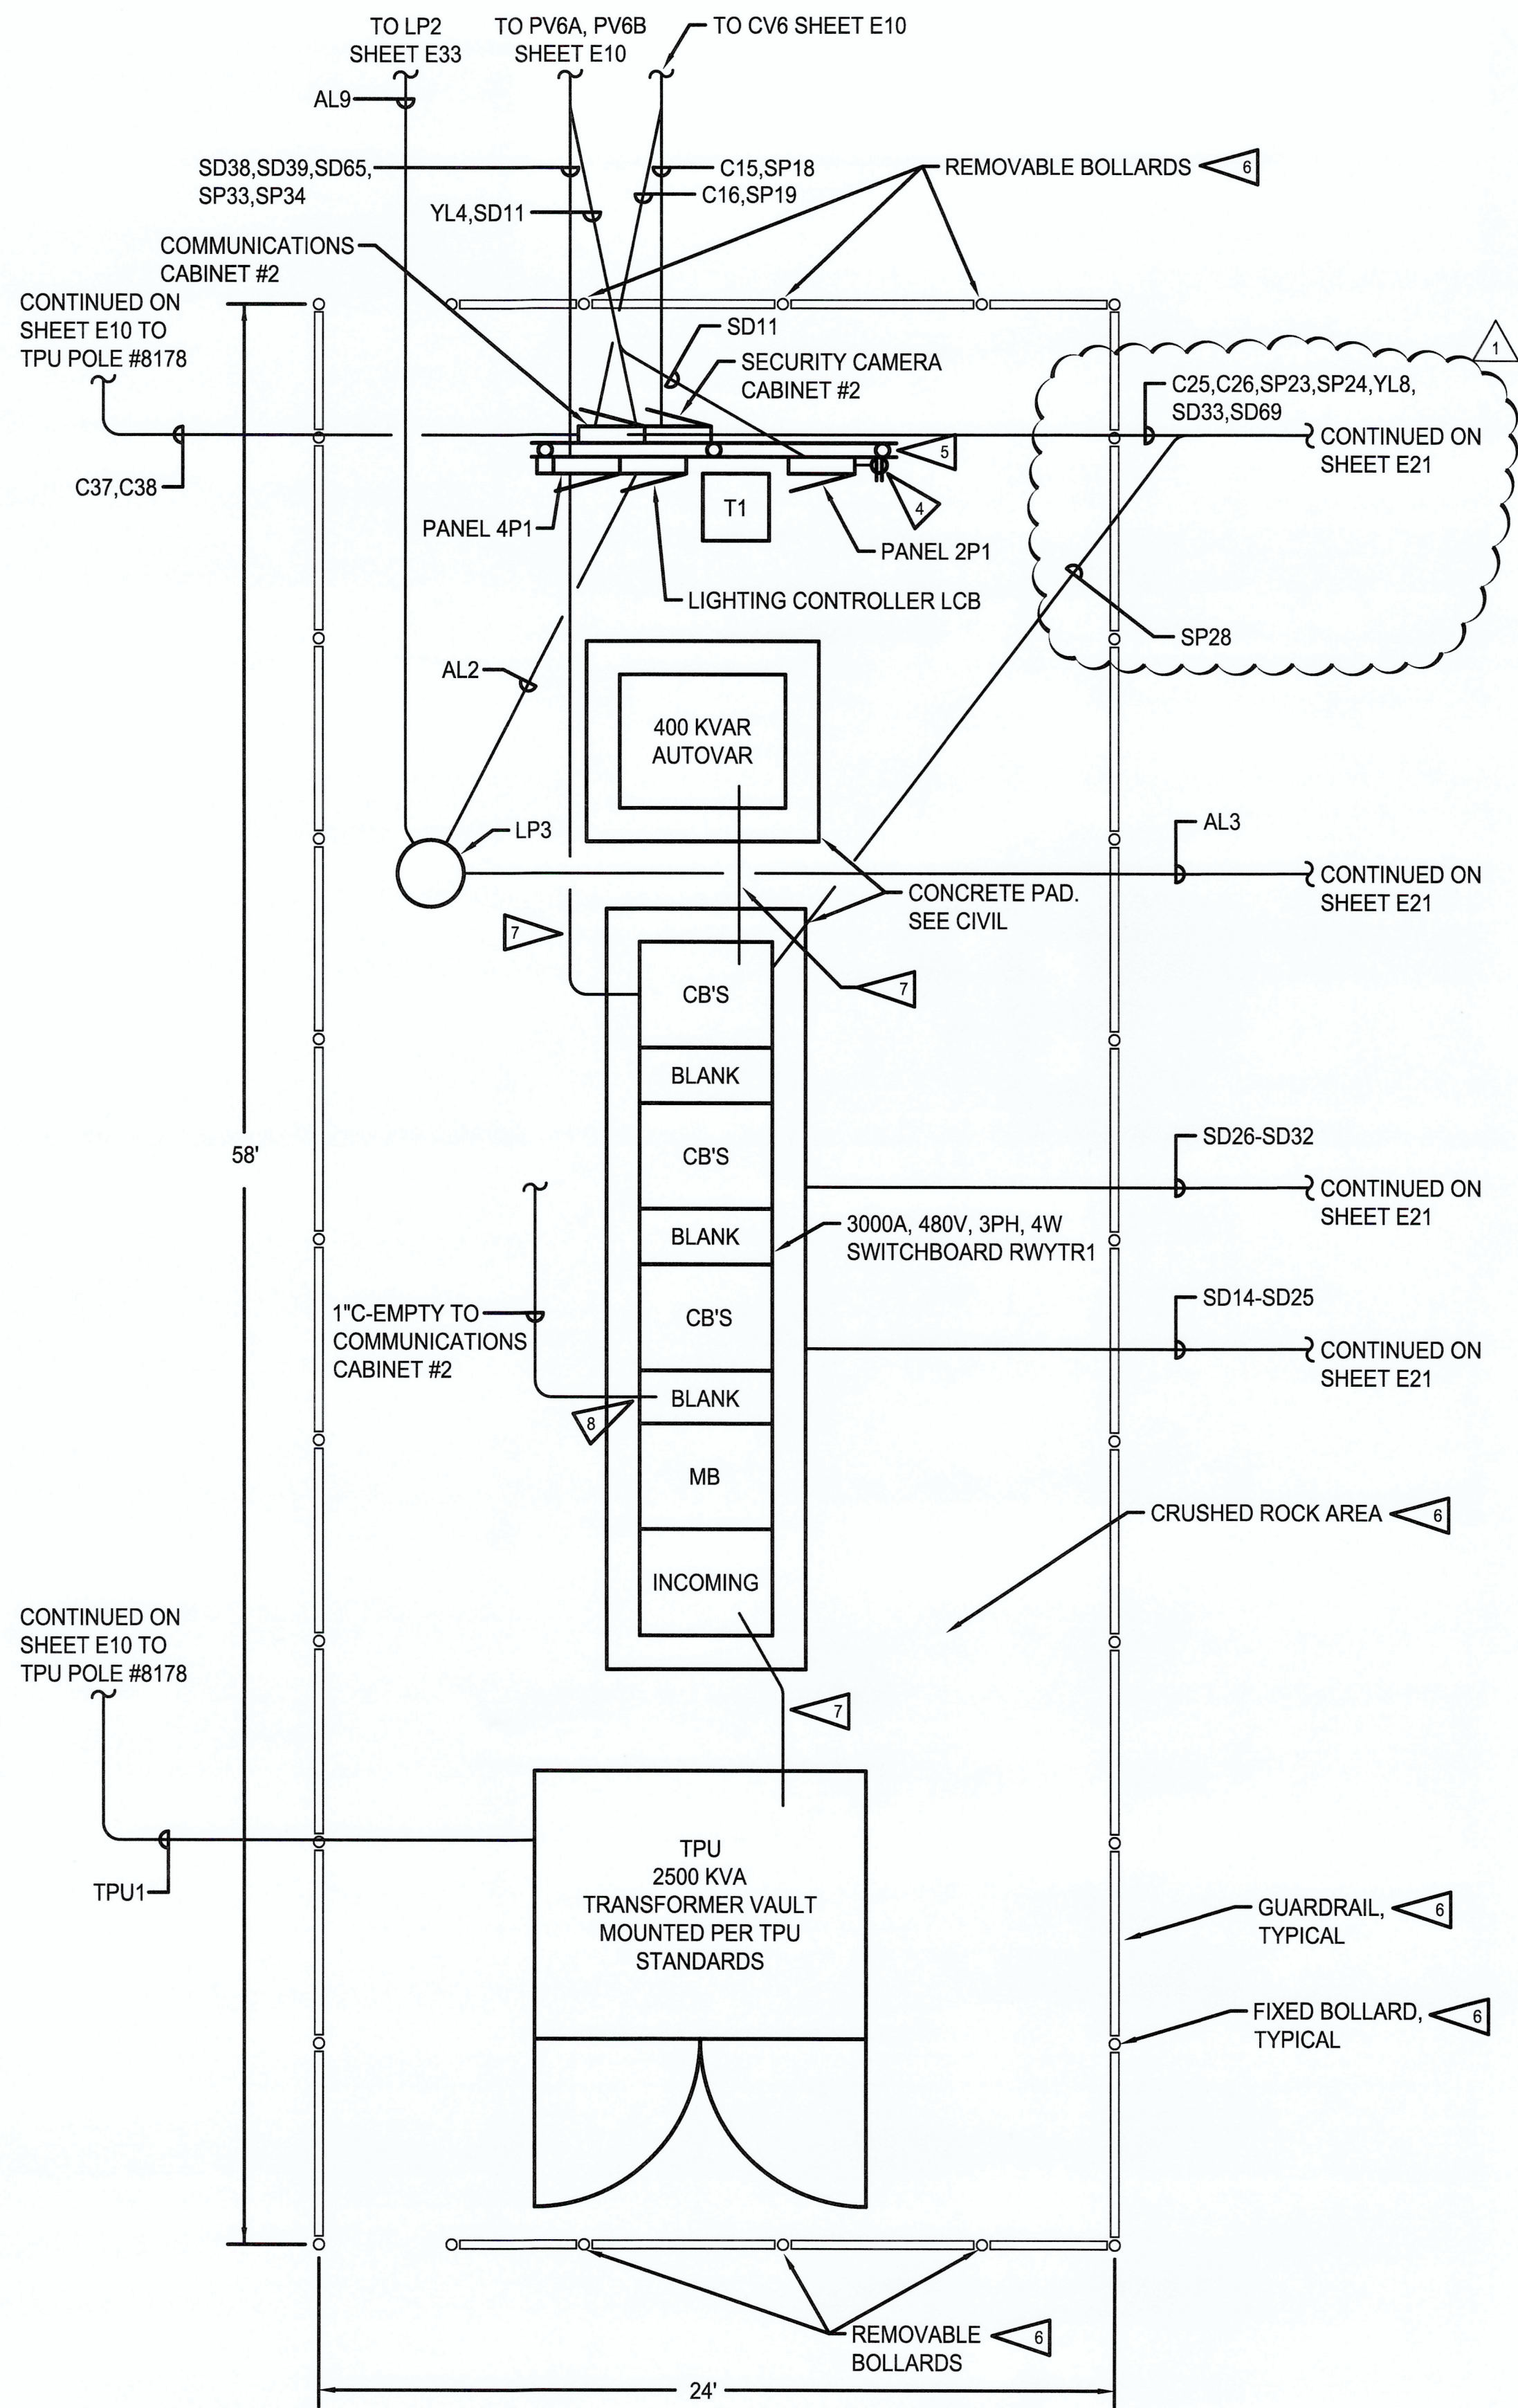 TO LP2
SHEET E33
TO PV6A, PV6B
SHEET E10
TO CV6 SHEET E10
AL9
SD38,SD39,SD65,
SP33,SP34
C15,SP18
C16,SP19
YL4,SD11
REMOVABLE BOLLARDS
6
COMMUNICATIONS
CABINET #2
CONTINUED ON
SHEET E10 TO
TPU POLE #8178
SD11
SECURITY CAMERA
CABINET #2
1
C25,C26,SP23,SP24,YL8,
SD33,SD69
CONTINUED ON
SHEET E21
5
4
C37,C38
PANEL 4P1
T1
PANEL 2P1
LIGHTING CONTROLLER LCB
SP28
AL2
400 KVAR
AUTOVAR
LP3
AL3
CONTINUED ON
SHEET E21
CONCRETE PAD.
SEE CIVIL
7
7
CB'S
BLANK
CB'S
BLANK
CB'S
BLANK
MB
INCOMING
58'
SD26-SD32
CONTINUED ON
SHEET E21
3000A, 480V, 3PH, 4W
SWITCHBOARD RWYTR1
1"C-EMPTY TO
COMMUNICATIONS
CABINET #2
8
SD14-SD25
CONTINUED ON
SHEET E21
CRUSHED ROCK AREA
6
CONTINUED ON
SHEET E10 TO
TPU POLE #8178
7
TPU1
TPU
2500 KVA
TRANSFORMER VAULT
MOUNTED PER TPU
STANDARDS
GUARDRAIL,
TYPICAL
6
FIXED BOLLARD,
TYPICAL
6
REMOVABLE
BOLLARDS
6
24'